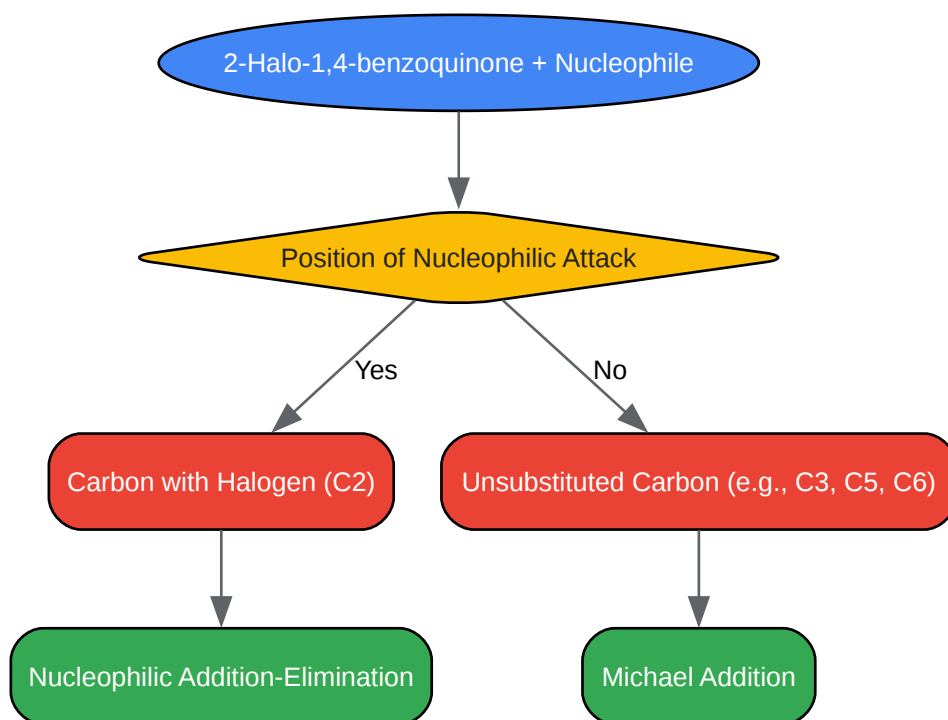 2-Halo-1,4-benzoquinone + Nucleophile
Position of Nucleophilic Attack
Yes
No
Carbon with Halogen (C2)
Unsubstituted Carbon (e.g., C3, C5, C6)
Nucleophilic Addition-Elimination
Michael Addition